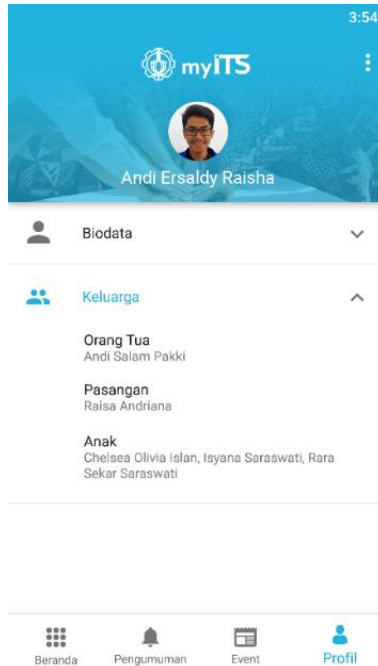 3:54
myITS
Andi Ersaldy Raisha
Biodata
Keluarga
Orang Tua
Andi Salam Pakki
Pasangan
Raisa Andriana
Anak
Chelsea Olivia Islan, Isyana Saraswati, Rara
Sekar Saraswati
Beranda
Pengumuman
Event
Profil